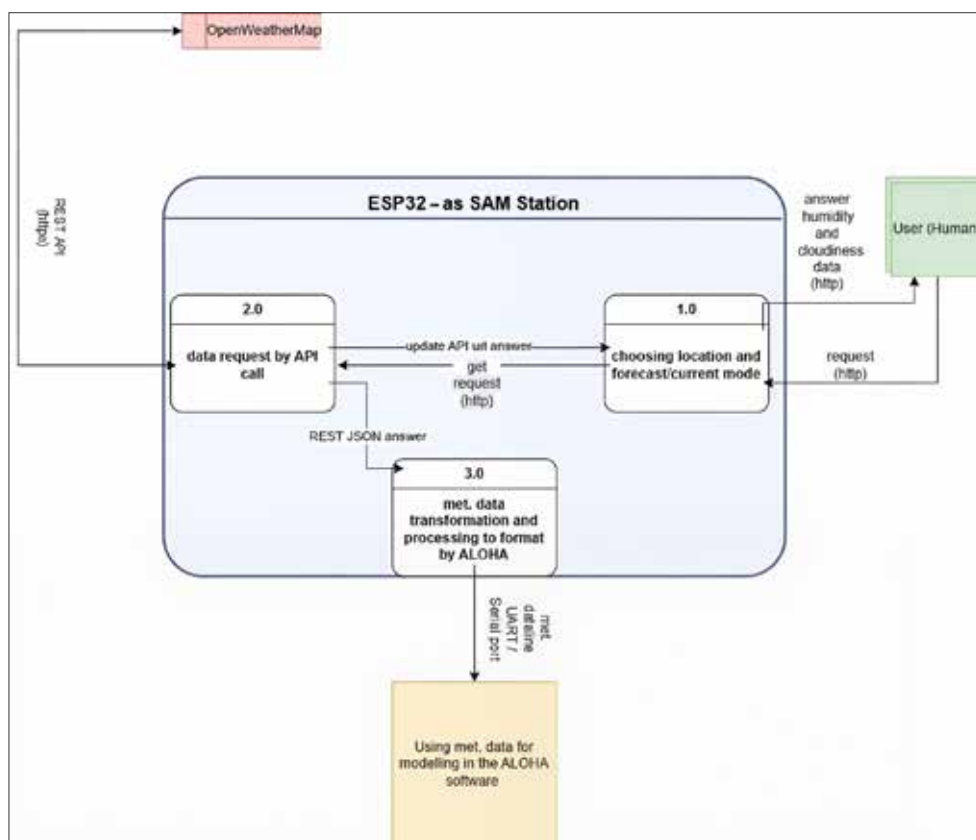 OpenWeatherMap
REST API
(https)
ESP32 – as SAM Station
answer
humidity
and
cloudiness
data
(http)
User (Human
2.0
data request by API
call
update API url answer
get
request
(http)
1.0
choosing location and
forecast/current mode
request
(http)
REST JSON answer
3.0
met. data
transformation and
processing to format
by ALOHA
met.
dataline
UART /
Serial port
Using met. data for
modelling in the ALOHA
software